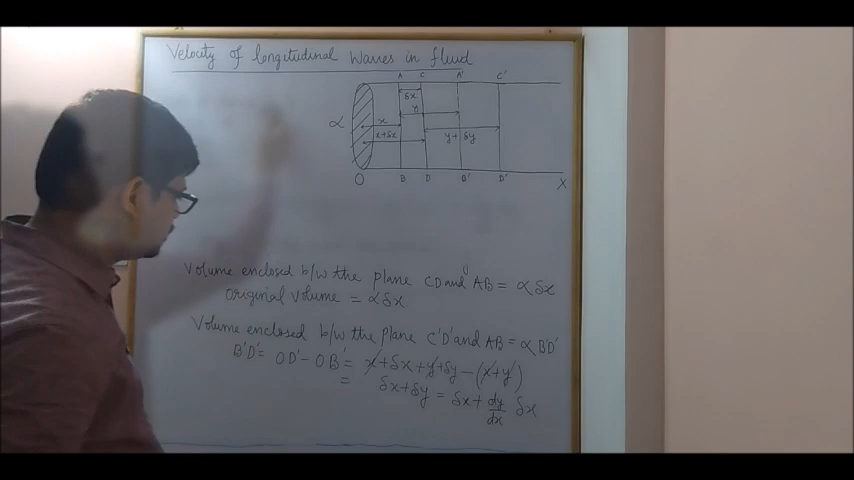 Velocity of longitudinal Waves in fluid
A C A' C'
δx
y
α
x
x+δx
y+δy
O B D B' D' X
Volume enclosed b/w the plane CD and AB = α δx
Original volume = α δx
Volume enclosed b/w the plane C'D' and AB = α B'D'
B'D' = OD' - OB' = x+δx+y+δy-(x+y)
= δx+δy = δx+ dy/dx δx